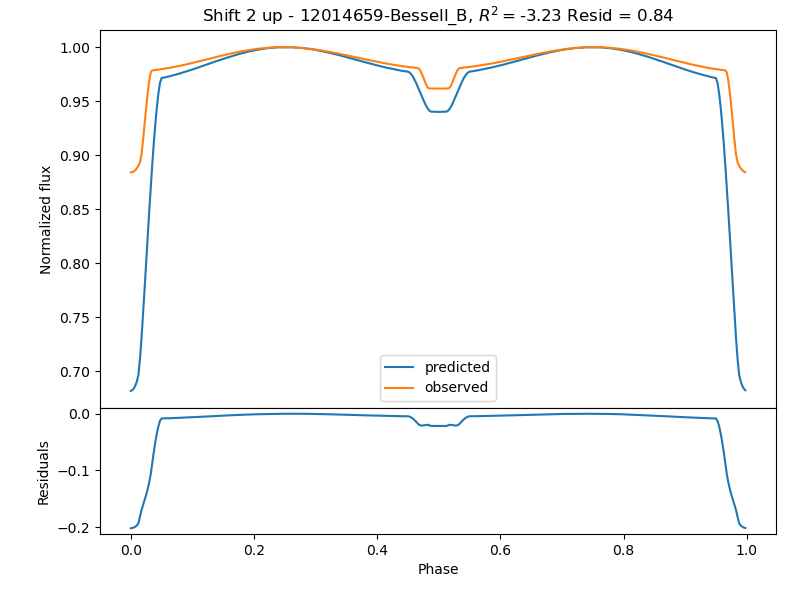 Shift 2 up - 12014659-Bessell_B, R² = -3.23 Resid = 0.84
1.00
0.95
0.90
0.85
0.80
0.75
0.70
Normalized flux
predicted
observed
0.0
−0.1
−0.2
Residuals
0.0 0.2 0.4 0.6 0.8 1.0
Phase